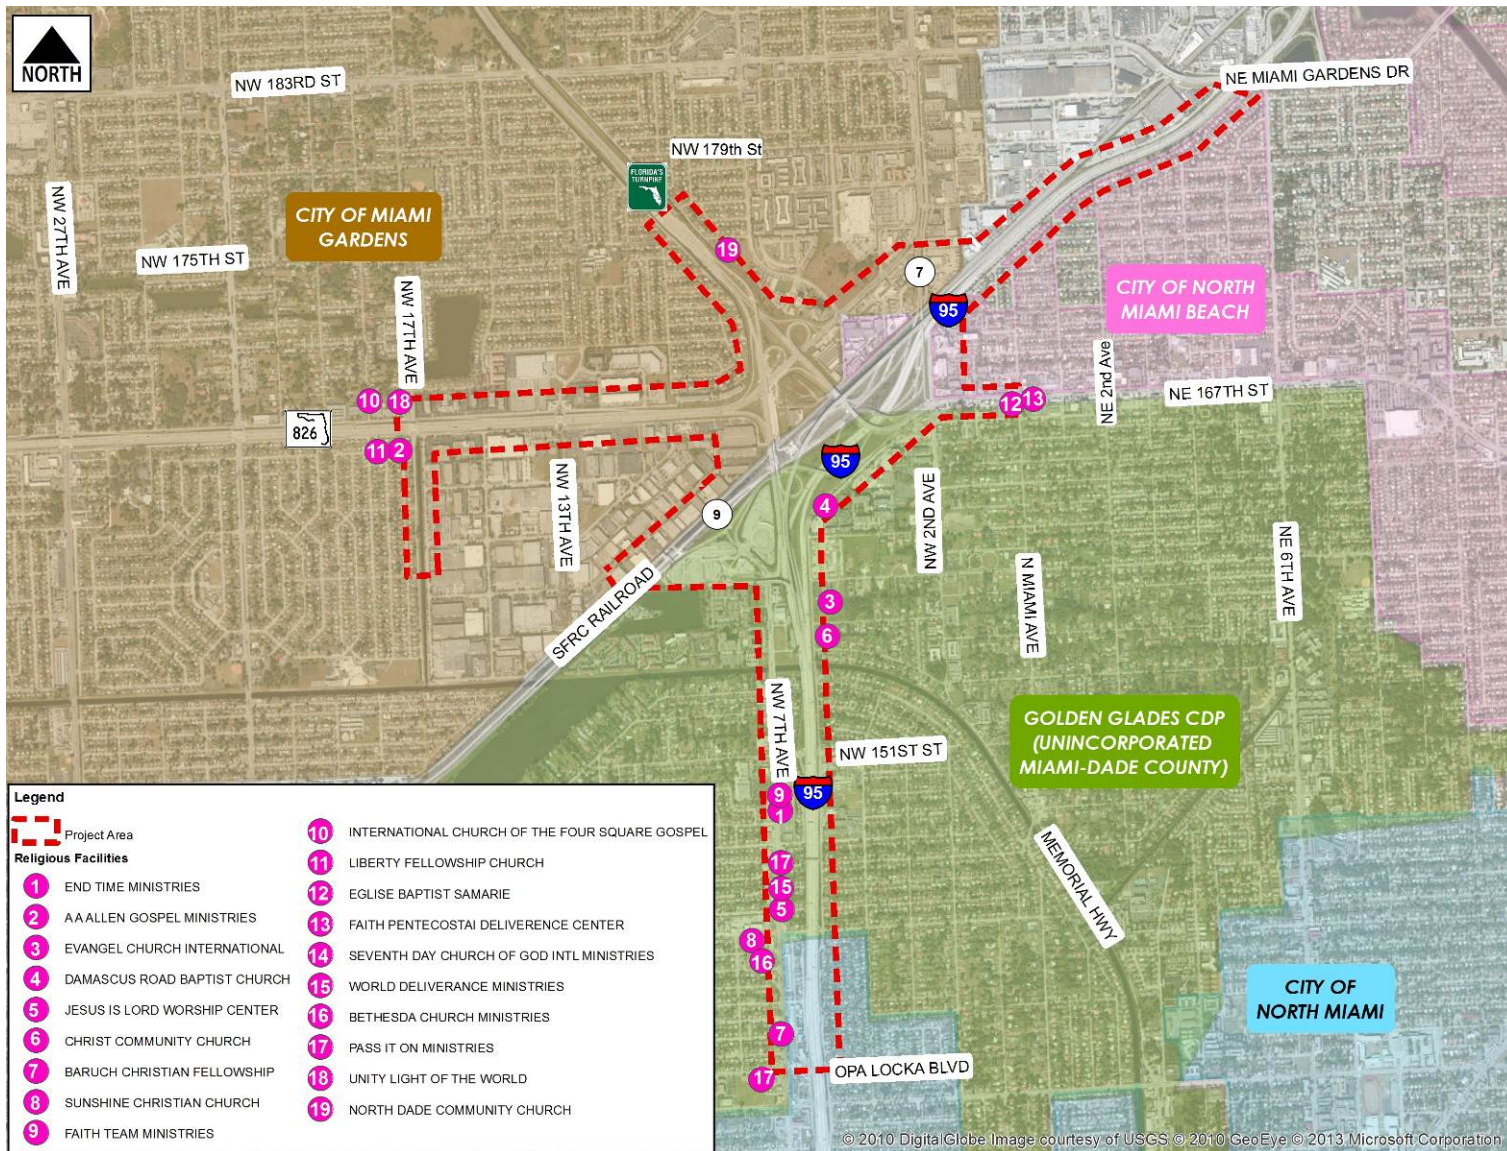 NORTH
NW 183RD ST
NE MIAMI GARDENS DR
NW 179th St
FLORIDA'S
TURNPIKE
NW 27TH AVE
CITY OF MIAMI
GARDENS
NW 175TH ST
19
7
NW 17TH AVE
95
CITY OF NORTH
MIAMI BEACH
NE 2nd Ave
NE 167TH ST
10
18
12
13
826
11
2
95
NW 13TH AVE
4
9
NW 2ND AVE
N MIAMI AVE
NE 6TH AVE
SFRC RAILROAD
3
6
NW 7TH AVE
NW 151ST ST
GOLDEN GLADES CDP
(UNINCORPORATED
MIAMI-DADE COUNTY)
9
95
1
MEMORIAL HWY
17
15
5
8
16
CITY OF
NORTH MIAMI
7
17
OPA LOCKA BLVD
Legend
Project Area
Religious Facilities
1 END TIME MINISTRIES
2 A A ALLEN GOSPEL MINISTRIES
3 EVANGEL CHURCH INTERNATIONAL
4 DAMASCUS ROAD BAPTIST CHURCH
5 JESUS IS LORD WORSHIP CENTER
6 CHRIST COMMUNITY CHURCH
7 BARUCH CHRISTIAN FELLOWSHIP
8 SUNSHINE CHRISTIAN CHURCH
9 FAITH TEAM MINISTRIES
10 INTERNATIONAL CHURCH OF THE FOUR SQUARE GOSPEL
11 LIBERTY FELLOWSHIP CHURCH
12 EGLISE BAPTIST SAMARIE
13 FAITH PENTECOSTAI DELIVERENCE CENTER
14 SEVENTH DAY CHURCH OF GOD INTL MINISTRIES
15 WORLD DELIVERANCE MINISTRIES
16 BETHESDA CHURCH MINISTRIES
17 PASS IT ON MINISTRIES
18 UNITY LIGHT OF THE WORLD
19 NORTH DADE COMMUNITY CHURCH
© 2010 DigitalGlobe Image courtesy of USGS © 2010 GeoEye © 2013 Microsoft Corporation